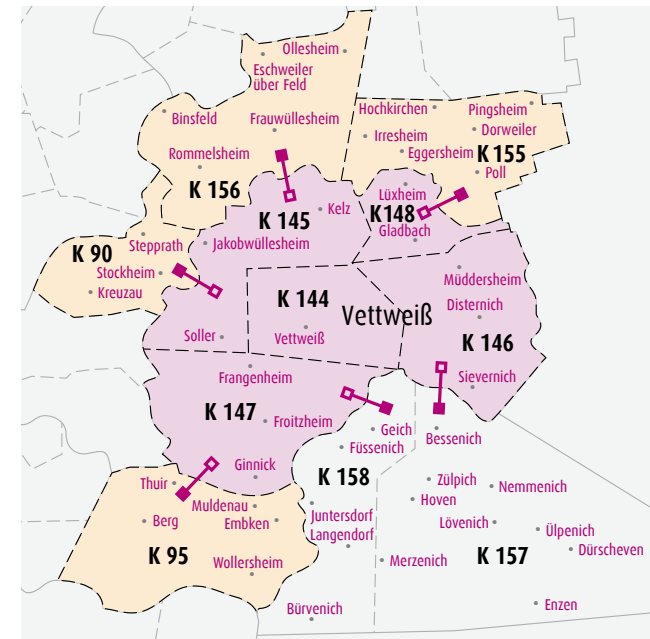 Ollesheim
Eschweiler
über Feld
Binsfeld
Frauwüllesheim
Hochkirchen
Pingsheim
Irresheim
Dorweiler
Eggersheim
K 155
Rommelsheim
Poll
K 156
Lüxheim
Kelz
K 145
K 148
Gladbach
Stepprath
Jakobwüllesheim
K 90
Stockheim
Kreuzau
Müddersheim
K 144
Disternich
Vettweiß
Soller
Vettweiß
K 146
Frangenheim
Sievernich
K 147
Froitzheim
Geich
Bessenich
Füssenich
Ginnick
Thuir
K 158
Zülpich
Nemmenich
Hoven
Muldenau
Juntersdorf
Berg
Embken
Lövenich
Langendorf
Ülpenich
K 95
K 157
Dürscheven
Wollersheim
Merzenich
Bürvenich
Enzen